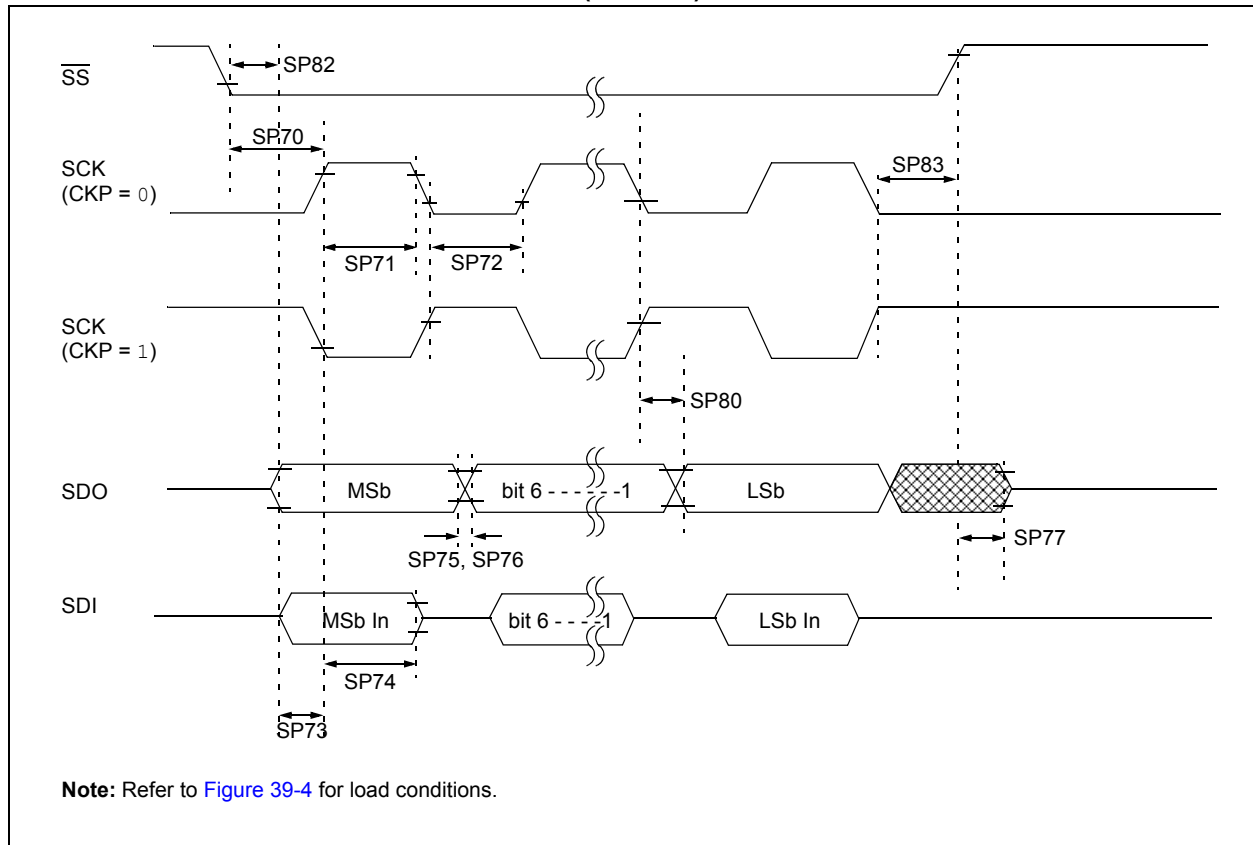 SS
SP82
SP70
SCK
(CKP = 0)
SP83
SP71
SP72
SCK
(CKP = 1)
SP80
SDO
MSb
bit 6 - - - - - -1
LSb
SP77
SP75, SP76
SDI
MSb In
bit 6 - - - -1
LSb In
SP74
SP73
Note: Refer to Figure 39-4 for load conditions.